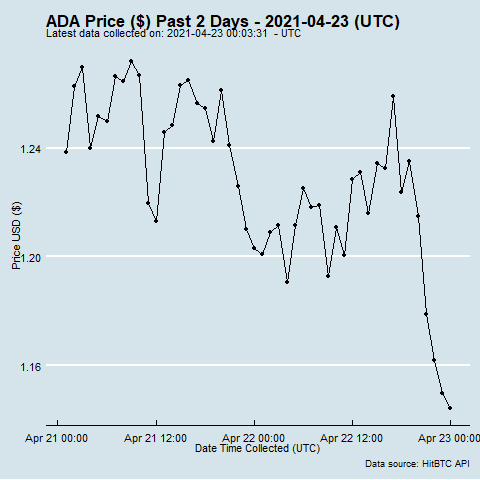 ADA Price ($) Past 2 Days - 2021-04-23 (UTC)
Latest data collected on: 2021-04-23 00:03:31 - UTC
Price USD ($)
1.24
1.20
1.16
Apr 21 00:00 Apr 21 12:00 Apr 22 00:00 Apr 22 12:00 Apr 23 00:00
Date Time Collected (UTC)
Data source: HitBTC API